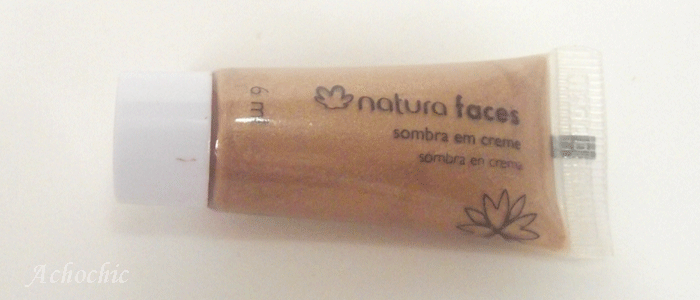 natura faces
sombra em creme
sombra en crema
6 ml
Achochic